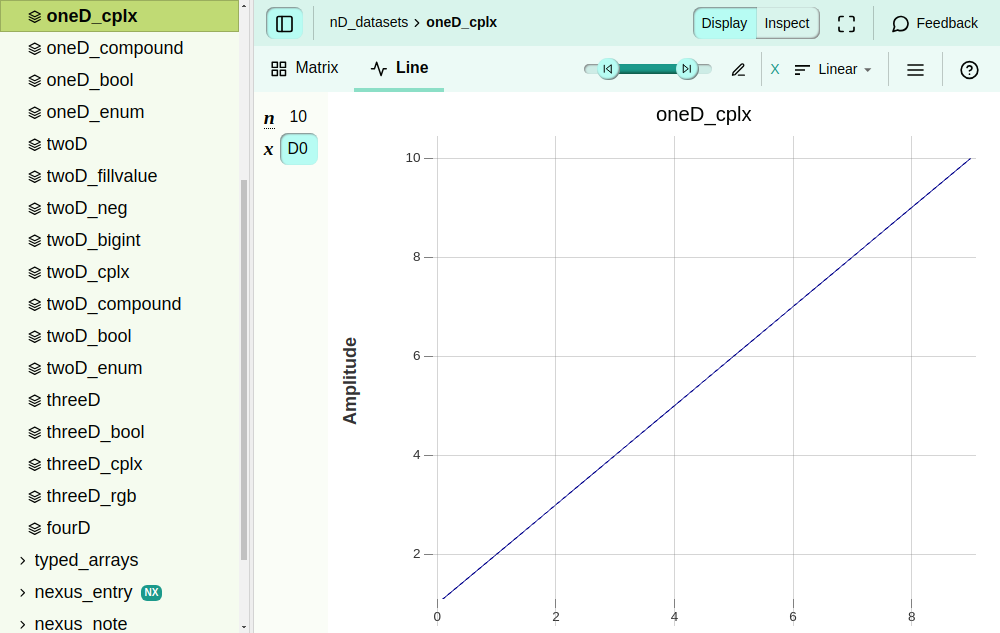 oneD_cplx
oneD_compound
oneD_bool
oneD_enum
twoD
twoD_fillvalue
twoD_neg
twoD_bigint
twoD_cplx
twoD_compound
twoD_bool
twoD_enum
threeD
threeD_bool
threeD_cplx
threeD_rgb
fourD
typed_arrays
nexus_entry NX
nexus_note
nD_datasets › oneD_cplx
Display Inspect Feedback
Matrix Line X Linear
n 10
x D0
oneD_cplx
Amplitude
10
8
6
4
2
0 2 4 6 8